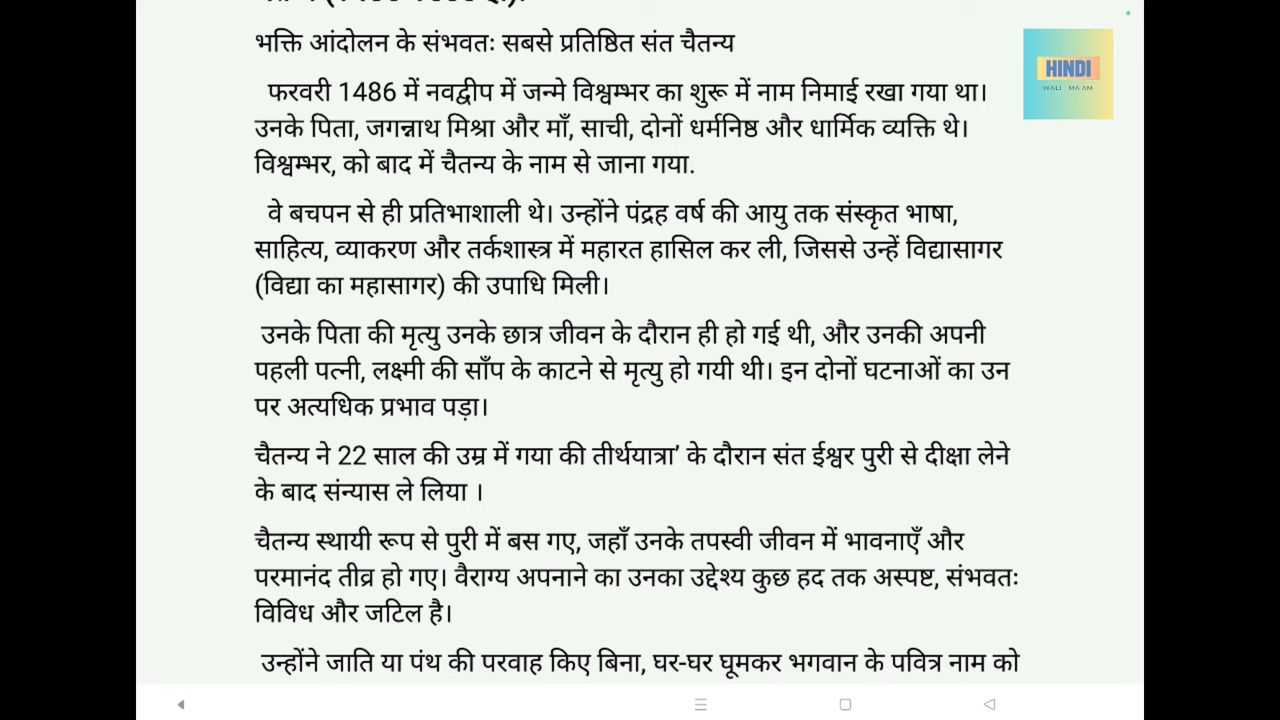 भक्ति आंदोलन के संभवतः सबसे प्रतिष्ठित संत चैतन्य
HINDI
WALI MA AM
फरवरी 1486 में नवद्वीप में जन्मे विश्वम्भर का शुरू में नाम निमाई रखा गया था।
उनके पिता, जगन्नाथ मिश्रा और माँ, साची, दोनों धर्मनिष्ठ और धार्मिक व्यक्ति थे।
विश्वम्भर, को बाद में चैतन्य के नाम से जाना गया.
वे बचपन से ही प्रतिभाशाली थे। उन्होंने पंद्रह वर्ष की आयु तक संस्कृत भाषा,
साहित्य, व्याकरण और तर्कशास्त्र में महारत हासिल कर ली, जिससे उन्हें विद्यासागर
(विद्या का महासागर) की उपाधि मिली।
उनके पिता की मृत्यु उनके छात्र जीवन के दौरान ही हो गई थी, और उनकी अपनी
पहली पत्नी, लक्ष्मी की साँप के काटने से मृत्यु हो गयी थी। इन दोनों घटनाओं का उन
पर अत्यधिक प्रभाव पड़ा।
चैतन्य ने 22 साल की उम्र में गया की तीर्थयात्रा' के दौरान संत ईश्वर पुरी से दीक्षा लेने
के बाद संन्यास ले लिया ।
चैतन्य स्थायी रूप से पुरी में बस गए, जहाँ उनके तपस्वी जीवन में भावनाएँ और
परमानंद तीव्र हो गए। वैराग्य अपनाने का उनका उद्देश्य कुछ हद तक अस्पष्ट, संभवतः
विविध और जटिल है।
उन्होंने जाति या पंथ की परवाह किए बिना, घर-घर घूमकर भगवान के पवित्र नाम को